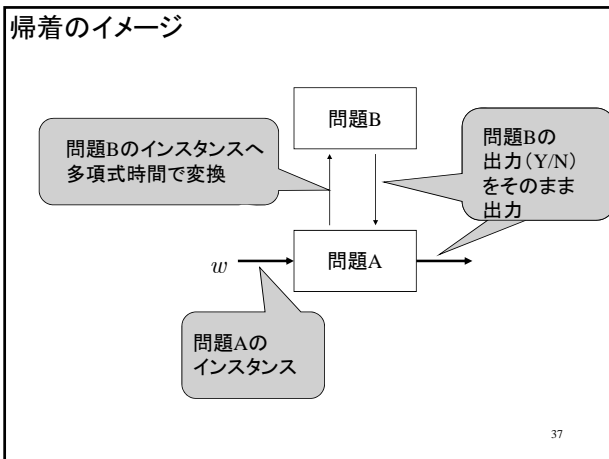 帰着のイメージ
問題B
問題Bのインスタンスへ
多項式時間で変換
問題Bの
出力(Y/N)
をそのまま
出力
w
問題A
問題Aの
インスタンス
37